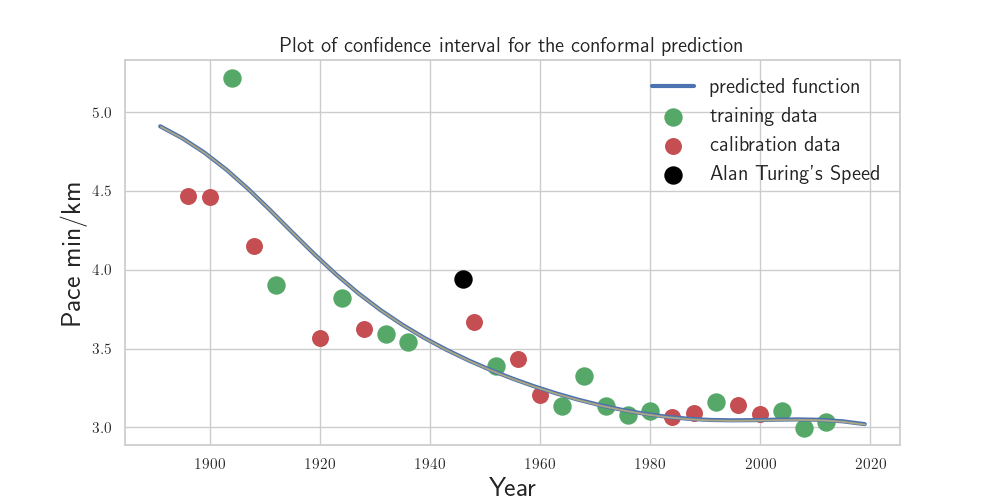 Plot of confidence interval for the conformal prediction
predicted function
training data
calibration data
Alan Turing's Speed
Pace min/km
5.0
4.5
4.0
3.5
3.0
1900 1920 1940 1960 1980 2000 2020
Year